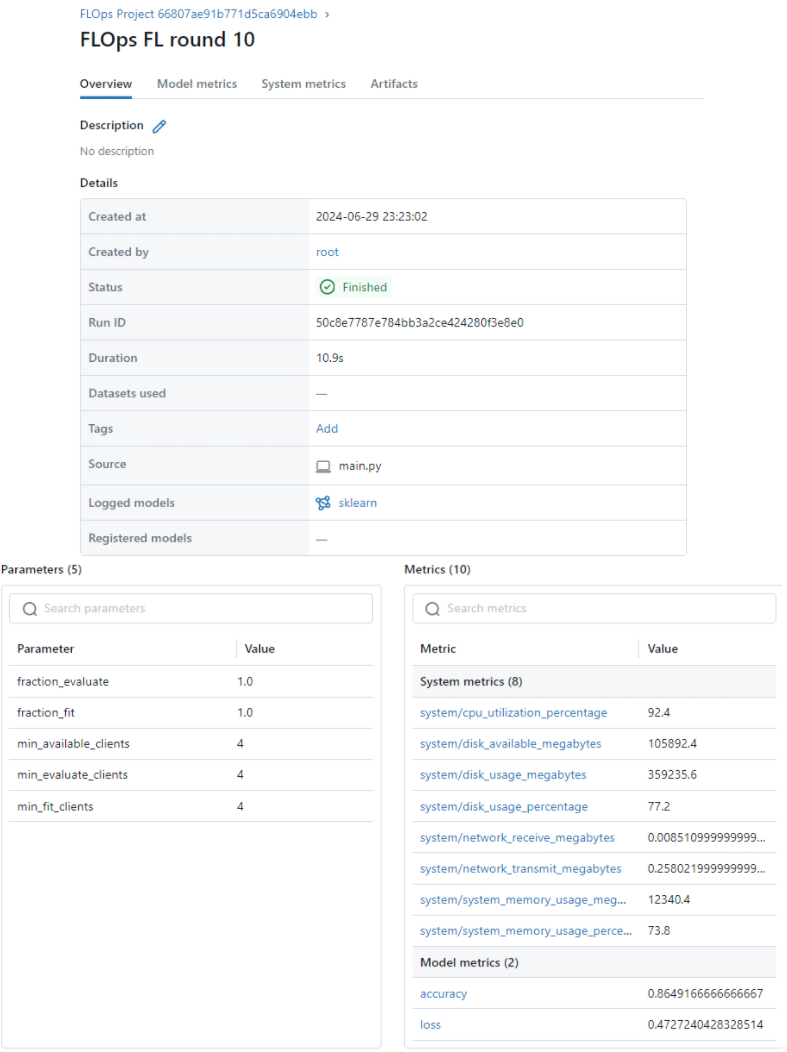 FLOps Project 66807ae91b771d5ca6904ebb ›
FLOps FL round 10
Overview Model metrics System metrics Artifacts
Description
No description
Details
Created at 2024-06-29 23:23:02
Created by root
Status Finished
Run ID 50c8e7787e784bb3a2ce424280f3e8e0
Duration 10.9s
Datasets used —
Tags Add
Source main.py
Logged models sklearn
Registered models —
Parameters (5)
Search parameters
Parameter Value
fraction_evaluate 1.0
fraction_fit 1.0
min_available_clients 4
min_evaluate_clients 4
min_fit_clients 4
Metrics (10)
Search metrics
Metric Value
System metrics (8)
system/cpu_utilization_percentage 92.4
system/disk_available_megabytes 105892.4
system/disk_usage_megabytes 359235.6
system/disk_usage_percentage 77.2
system/network_receive_megabytes 0.008510999999999...
system/network_transmit_megabytes 0.258021999999999...
system/system_memory_usage_meg... 12340.4
system/system_memory_usage_perce... 73.8
Model metrics (2)
accuracy 0.8649166666666667
loss 0.4727240428328514